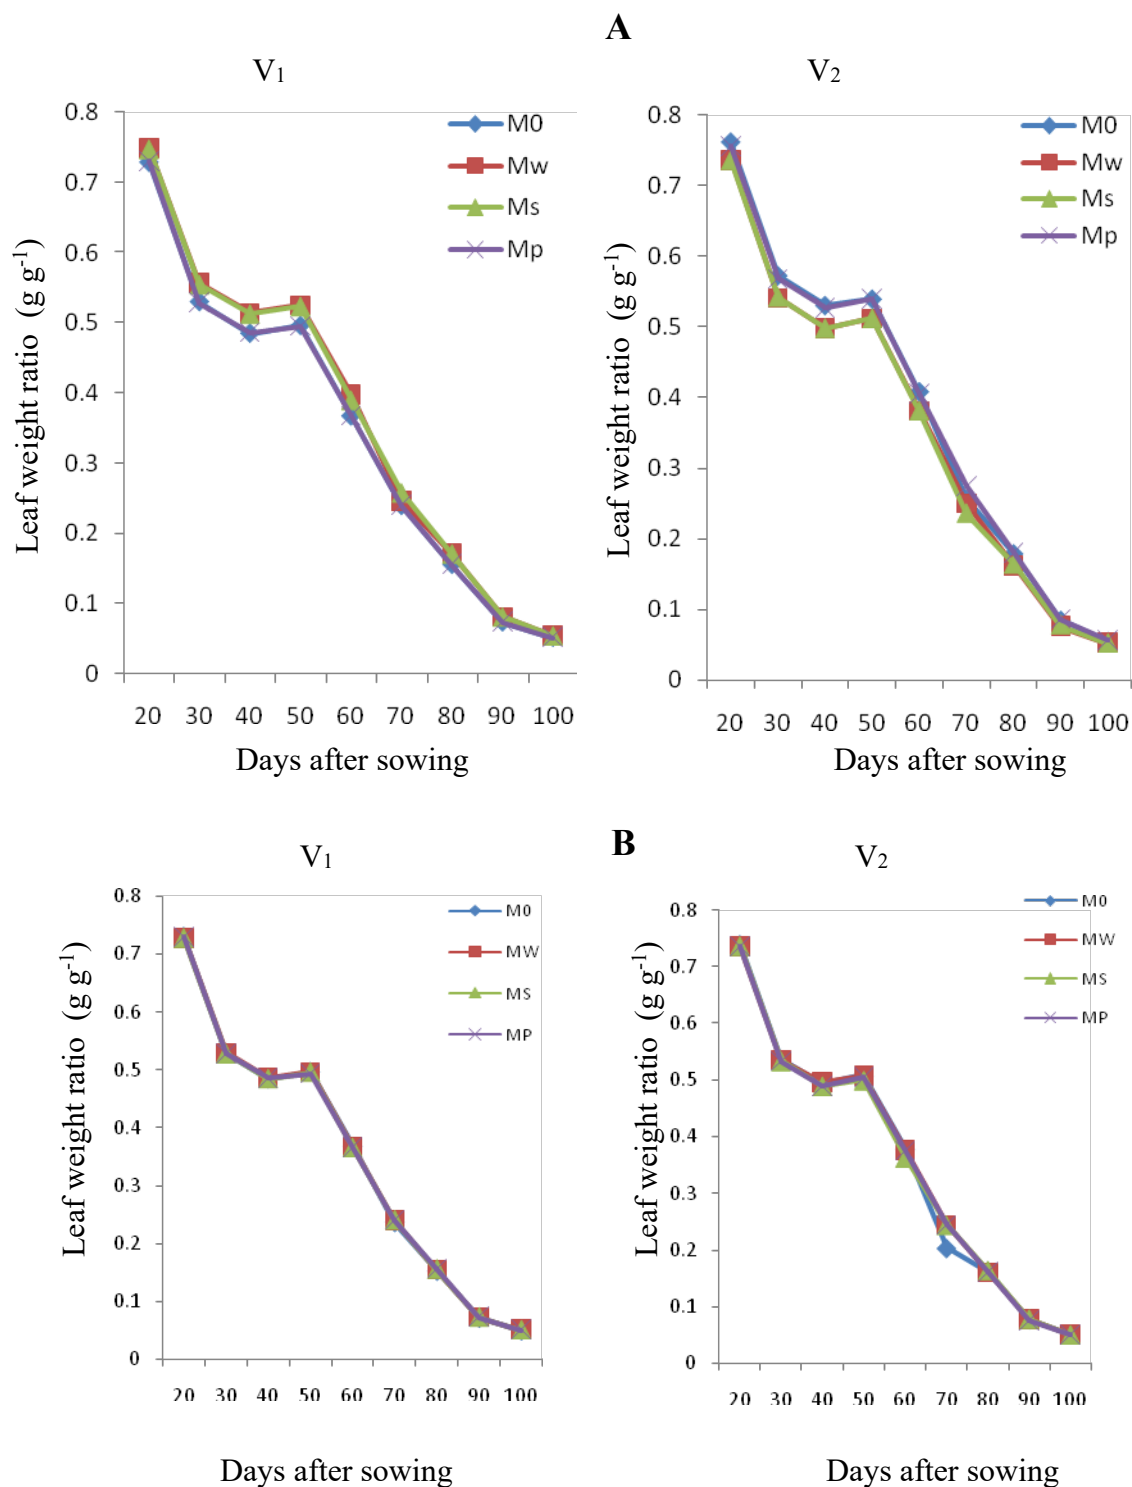 A
V₁
V₂
0.8
0.7
0.6
0.5
0.4
0.3
0.2
0.1
0
Leaf weight ratio (g g⁻¹)
M0
Mw
Ms
Mp
20 30 40 50 60 70 80 90 100
Days after sowing
0.8
0.7
0.6
0.5
0.4
0.3
0.2
0.1
0
Leaf weight ratio (g g⁻¹)
M0
Mw
Ms
Mp
20 30 40 50 60 70 80 90 100
Days after sowing
B
V₁
V₂
0.8
0.7
0.6
0.5
0.4
0.3
0.2
0.1
0
Leaf weight ratio (g g⁻¹)
M0
MW
MS
MP
20 30 40 50 60 70 80 90 100
Days after sowing
0.8
0.7
0.6
0.5
0.4
0.3
0.2
0.1
0
Leaf weight ratio (g g⁻¹)
M0
MW
MS
MP
20 30 40 50 60 70 80 90 100
Days after sowing